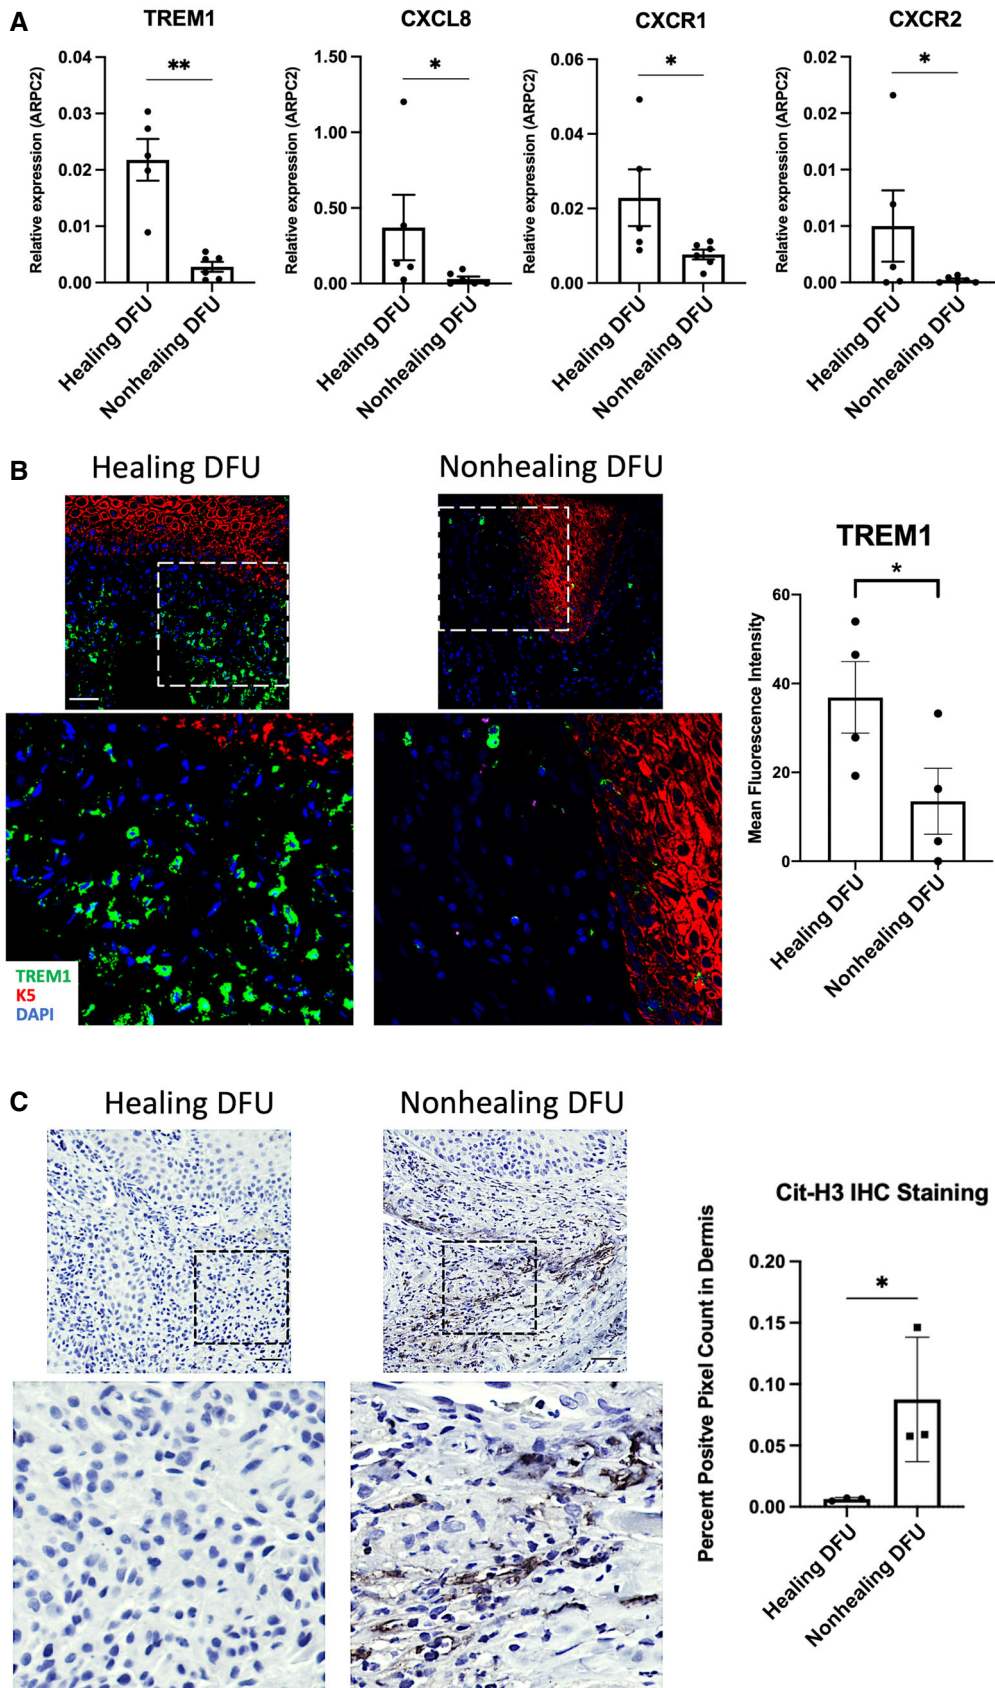 A
TREM1
CXCL8
CXCR1
CXCR2
Relative expression (ARPC2)
0.04
0.03
0.02
0.01
0.00
**
Healing DFU
Nonhealing DFU
Relative expression (ARPC2)
1.50
1.00
0.50
0.00
*
Healing DFU
Nonhealing DFU
Relative expression (ARPC2)
0.06
0.04
0.02
0.00
*
Healing DFU
Nonhealing DFU
Relative expression (ARPC2)
0.02
0.02
0.01
0.01
0.00
*
Healing DFU
Nonhealing DFU
B
Healing DFU
Nonhealing DFU
TREM1
K5
DAPI
TREM1
*
Mean Fluorescence Intensity
60
40
20
0
Healing DFU
Nonhealing DFU
C
Healing DFU
Nonhealing DFU
Cit-H3 IHC Staining
Percent Positve Pixel Count in Dermis
0.20
0.15
0.10
0.05
0.00
*
Healing DFU
Nonhealing DFU